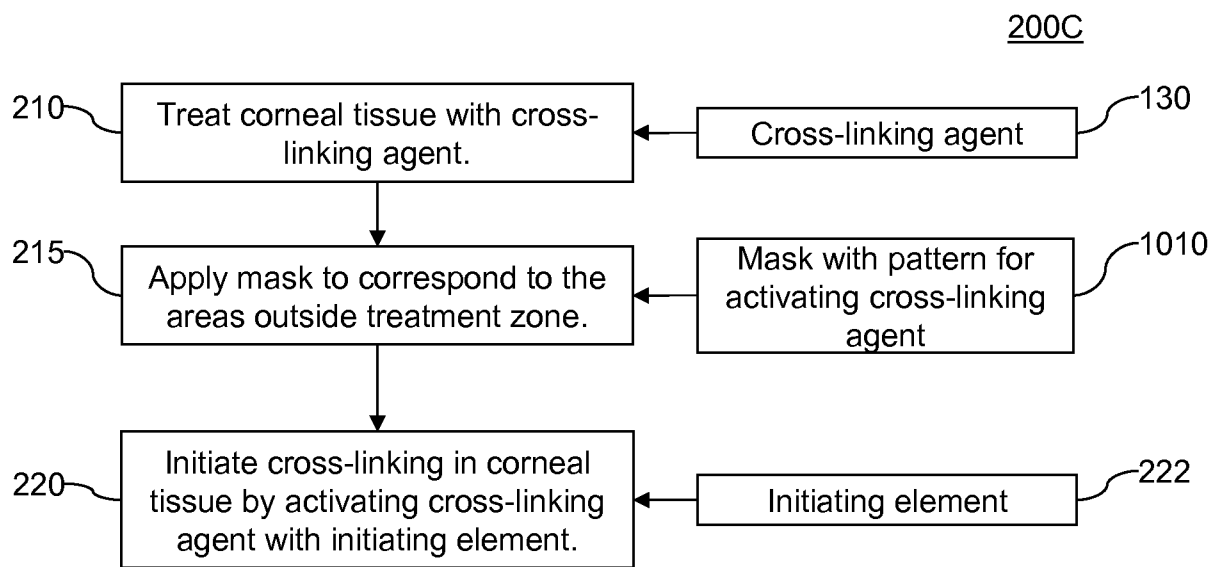 200C
210
Treat corneal tissue with cross-
linking agent.
Cross-linking agent
130
215
Apply mask to correspond to the
areas outside treatment zone.
Mask with pattern for
activating cross-linking
agent
1010
220
Initiate cross-linking in corneal
tissue by activating cross-linking
agent with initiating element.
Initiating element
222